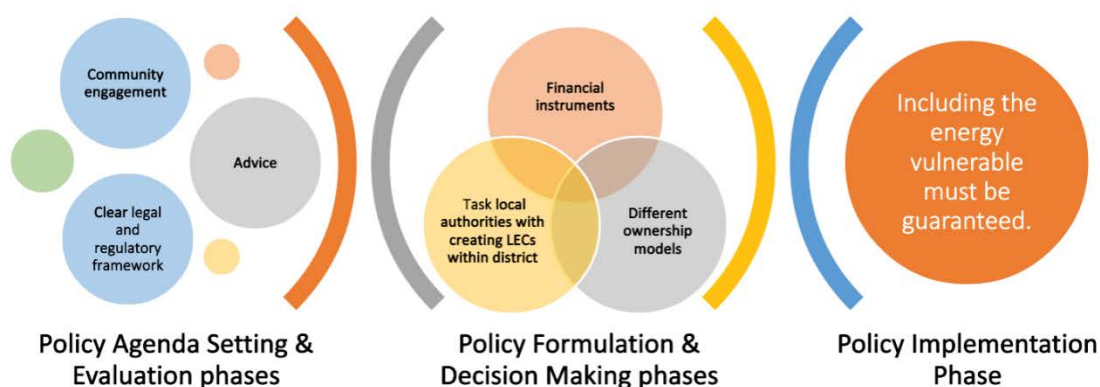 Community
engagement
Advice
Clear legal
and
regulatory
framework
Policy Agenda Setting &
Evaluation phases
Financial
instruments
Task local
authorities with
creating LECs
within district
Different
ownership
models
Policy Formulation &
Decision Making phases
Including the
energy
vulnerable
must be
guaranteed.
Policy Implementation
Phase